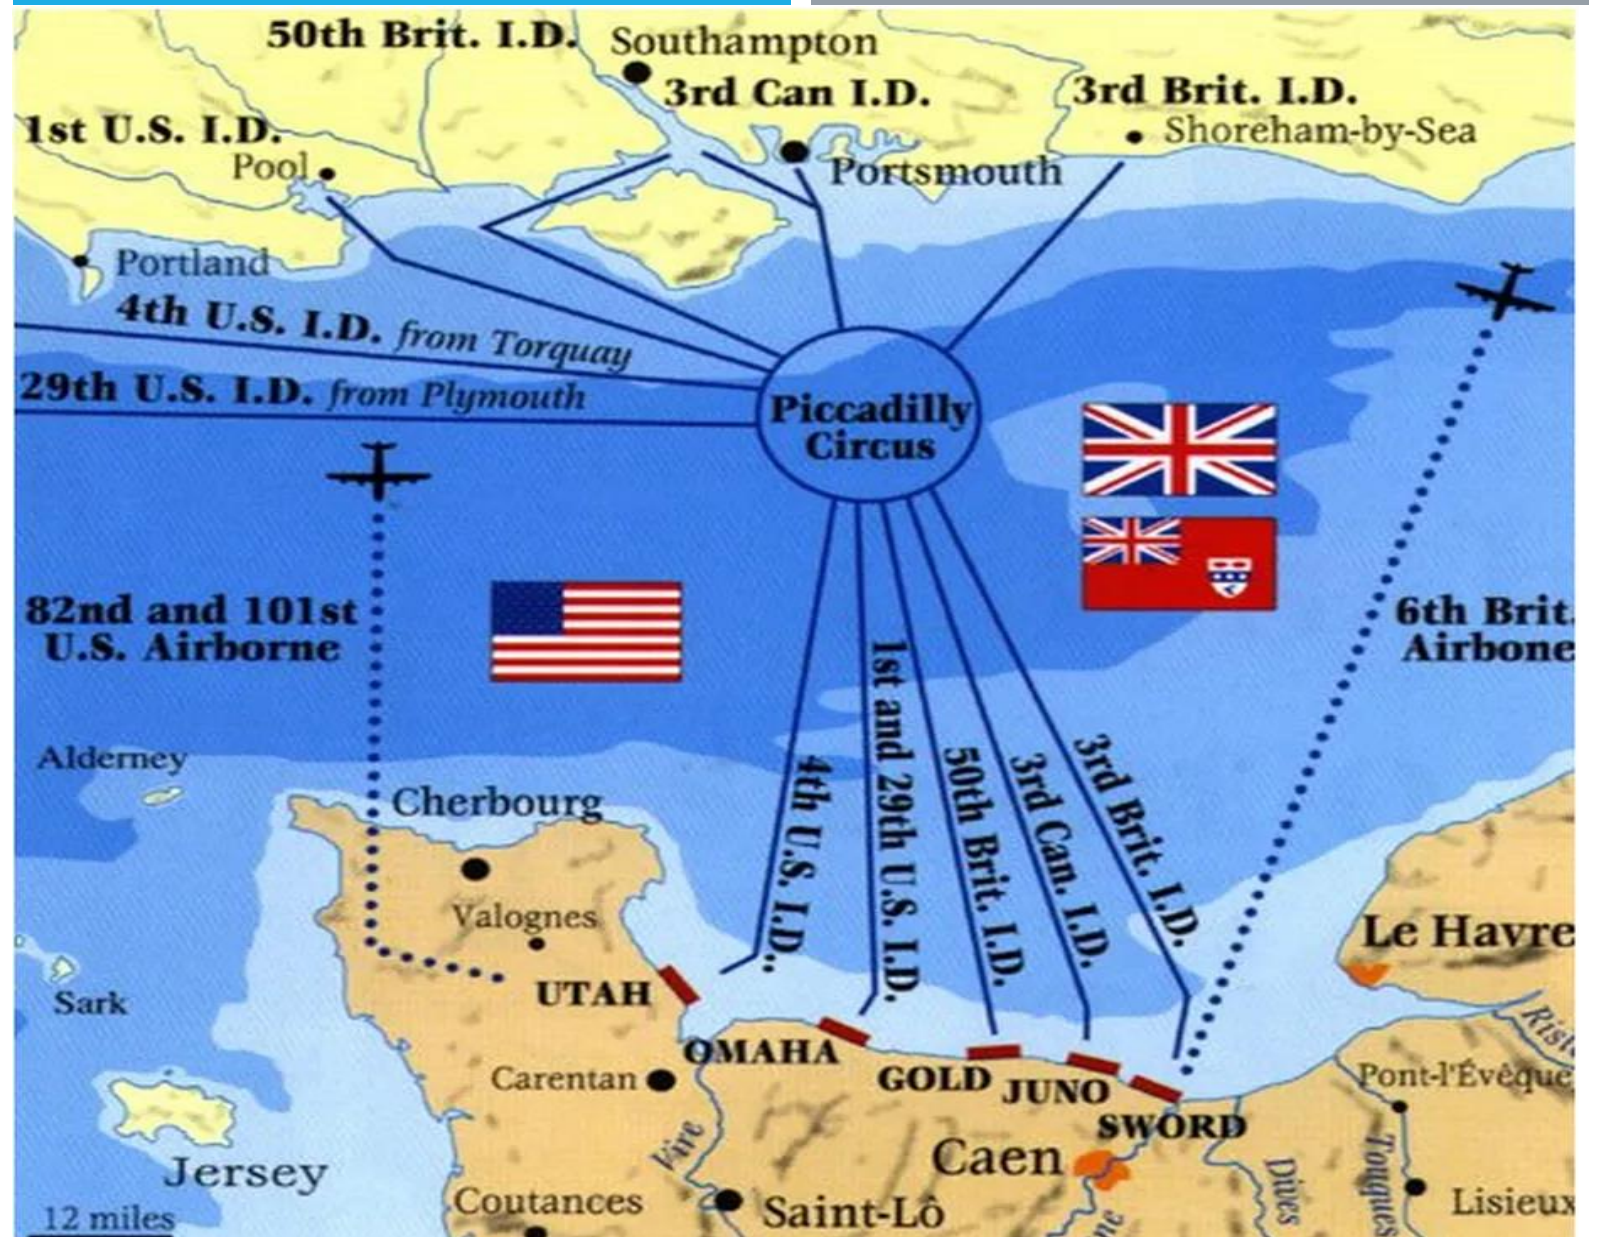 50th Brit. I.D.
Southampton
3rd Can I.D.
3rd Brit. I.D.
Shoreham-by-Sea
1st U.S. I.D.
Pool
Portsmouth
Portland
4th U.S. I.D. from Torquay
29th U.S. I.D. from Plymouth
Piccadilly
Circus
82nd and 101st
U.S. Airborne
6th Brit.
Airbone
Alderney
Cherbourg
4th U.S. I.D..
1st and 29th U.S. I.D.
50th Brit. I.D.
3rd Can. I.D.
3rd Brit. I.D.
Valognes
Le Havre
Sark
UTAH
OMAHA
GOLD
JUNO
SWORD
Carentan
Pont-l'Évêque
Vire
Caen
Jersey
Coutances
Saint-Lô
Dives
Touques
Lisieux
12 miles